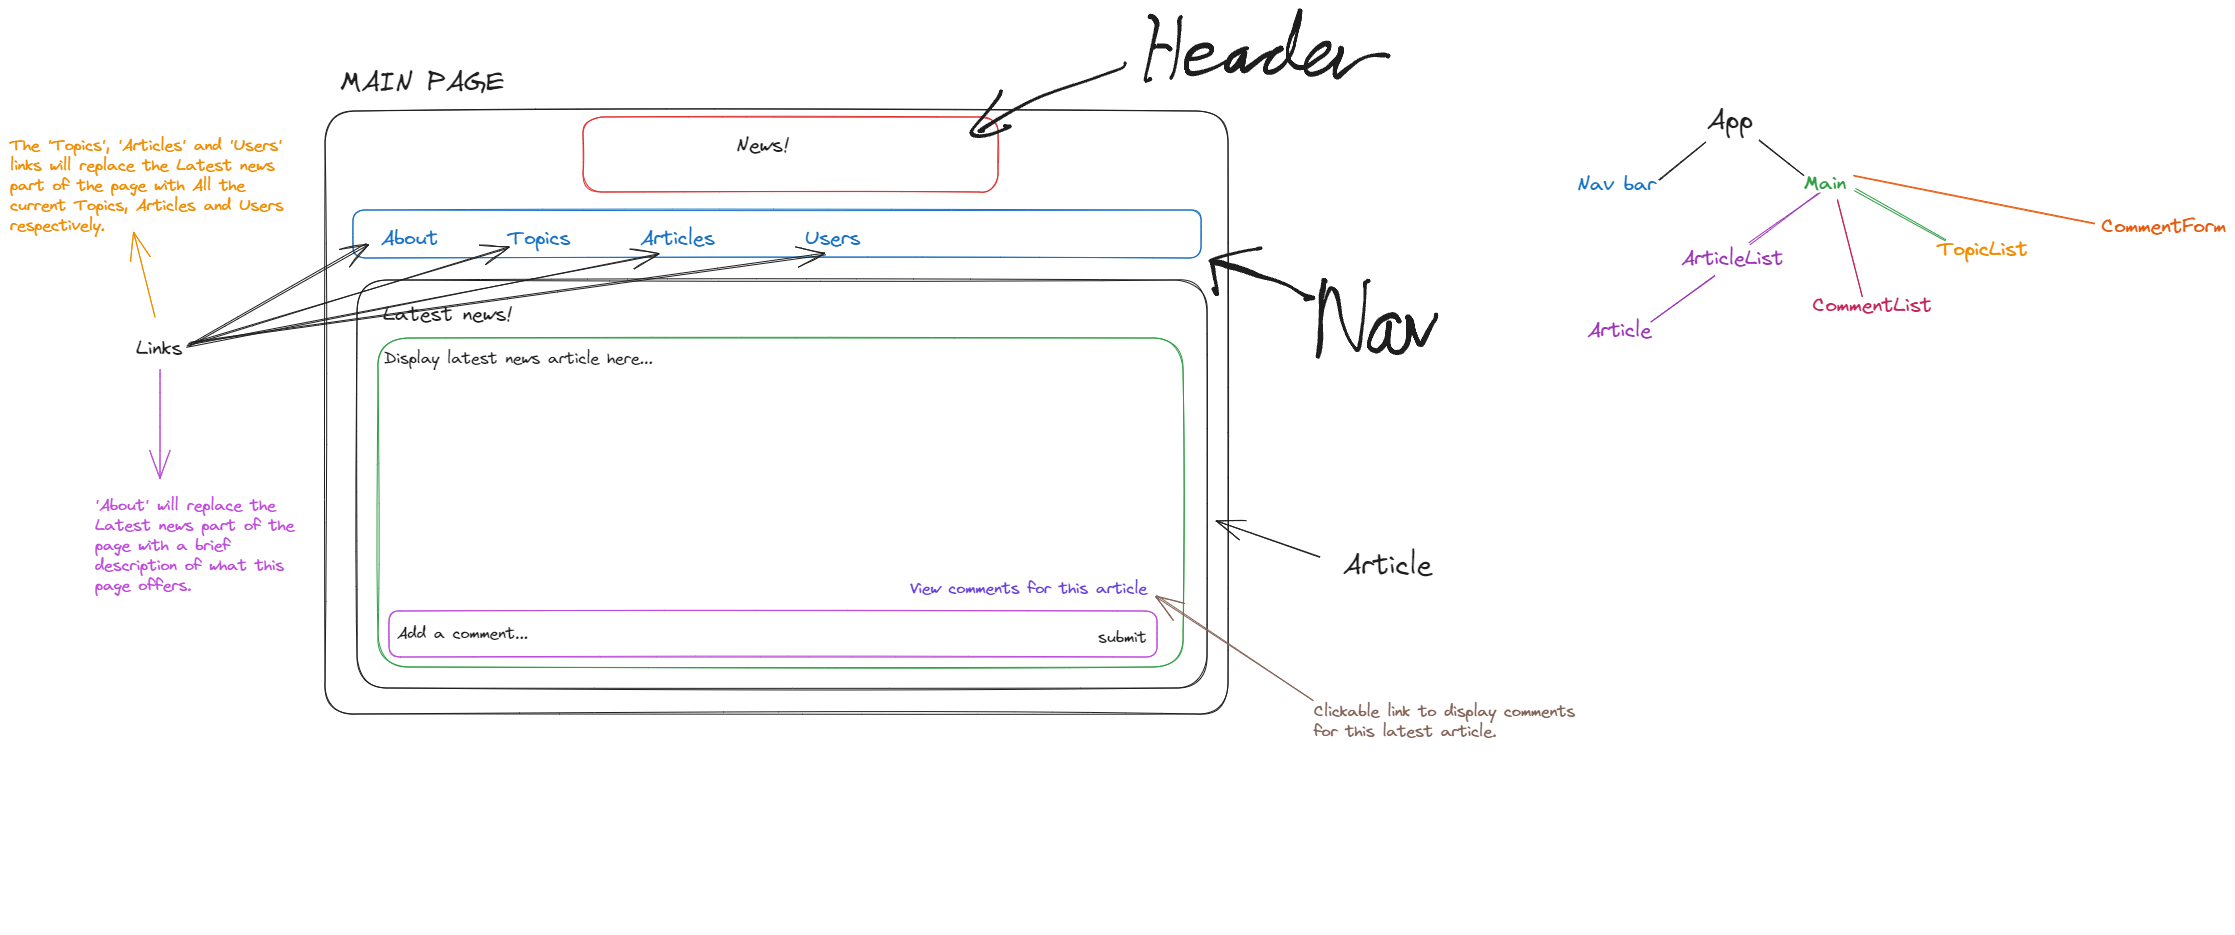 Header
MAIN PAGE
News!
The 'Topics', 'Articles' and 'Users'
links will replace the Latest news
part of the page with All the
current Topics, Articles and Users
respectively.
About
Topics
Articles
Users
Latest news!
Links
Display latest news article here...
Nav
'About' will replace the
Latest news part of the
page with a brief
description of what this
page offers.
Article
View comments for this article
Add a comment...
submit
Clickable link to display comments
for this latest article.
App
Nav bar
Main
CommentForm
ArticleList
TopicList
CommentList
Article